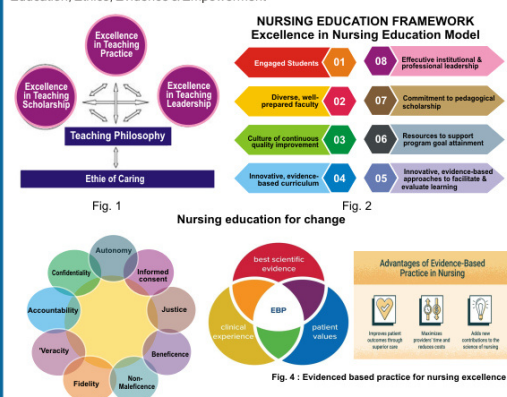 Education, Ethics, Evidence & Empowerment
NURSING EDUCATION FRAMEWORK
Excellence in Nursing Education Model
Excellence
in Teaching
Practice
Excellence
in Teaching
Scholarship
Excellence
in Teaching
Leadership
Teaching Philosophy
Ethie of Caring
Fig. 1
Engaged Students
01
08
Effective institutional &
professional leadership
Diverse, well-
prepared faculty
02
07
Commitment to pedagogical
scholarship
Culture of continuous
quality improvement
03
06
Resources to support
program goal attainment
Innovative, evidence-
based curriculum
04
05
Innovative, evidence-based
approaches to facilitate &
evaluate learning
Fig. 2
Nursing education for change
Autonomy
Informed
consent
Justice
Beneficence
Non-
Maleficence
Fidelity
Veracity
Accountability
Confidentiality
best scientific
evidence
EBP
clinical
experience
patient
values
Advantages of Evidence-Based
Practice in Nursing
Improves patient
outcomes through
superior care
Maximizes
providers' time and
reduces costs
Adds new
contributions to the
science of nursing
Fig. 4 : Evidenced based practice for nursing excellence